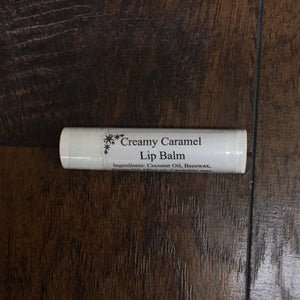 Creamy Caramel
Lip Balm
Ingredients: Coconut Oil, Beeswax,